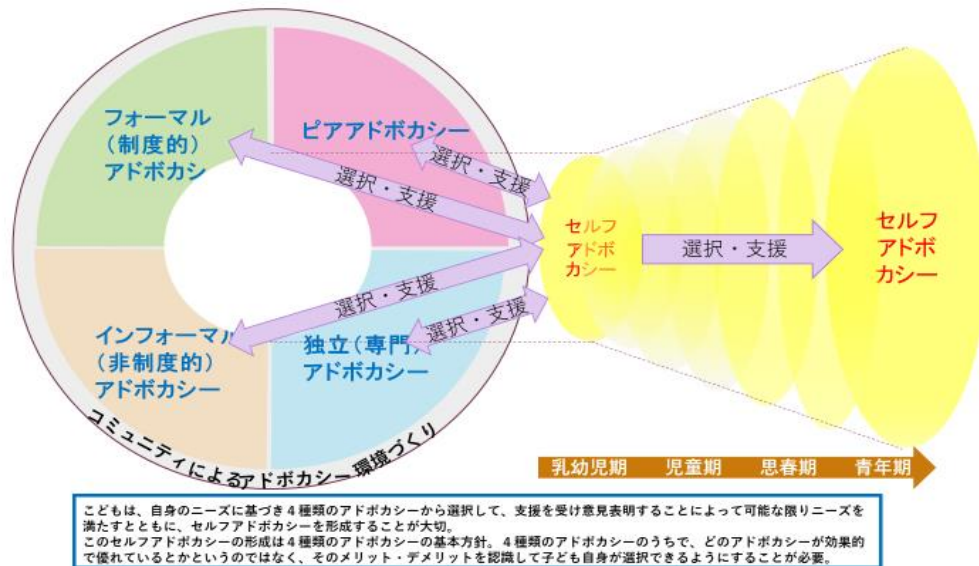 フォーマル
（制度的）
アドボカシ
ピアアドボカシー
選択・支援
選択・支援
選択・支援
選択・支援
インフォーマル
（非制度的）
アドボカシー
独立（専門）
アドボカシー
コミュニティによるアドボカシー環境づくり
セルフ
アドボ
カシー
選択・支援
セルフ
アドボ
カシー
乳幼児期 児童期 思春期 青年期
こどもは、自身のニーズに基づき４種類のアドボカシーから選択して、支援を受け意見表明することによって可能な限りニーズを
満たすとともに、セルフアドボカシーを形成することが大切。
このセルフアドボカシーの形成は４種類のアドボカシーの基本方針。４種類のアドボカシーのうちで、どのアドボカシーが効果的
で優れているとかというのではなく、そのメリット・デメリットを認識して子ども自身が選択できるようにすることが必要。